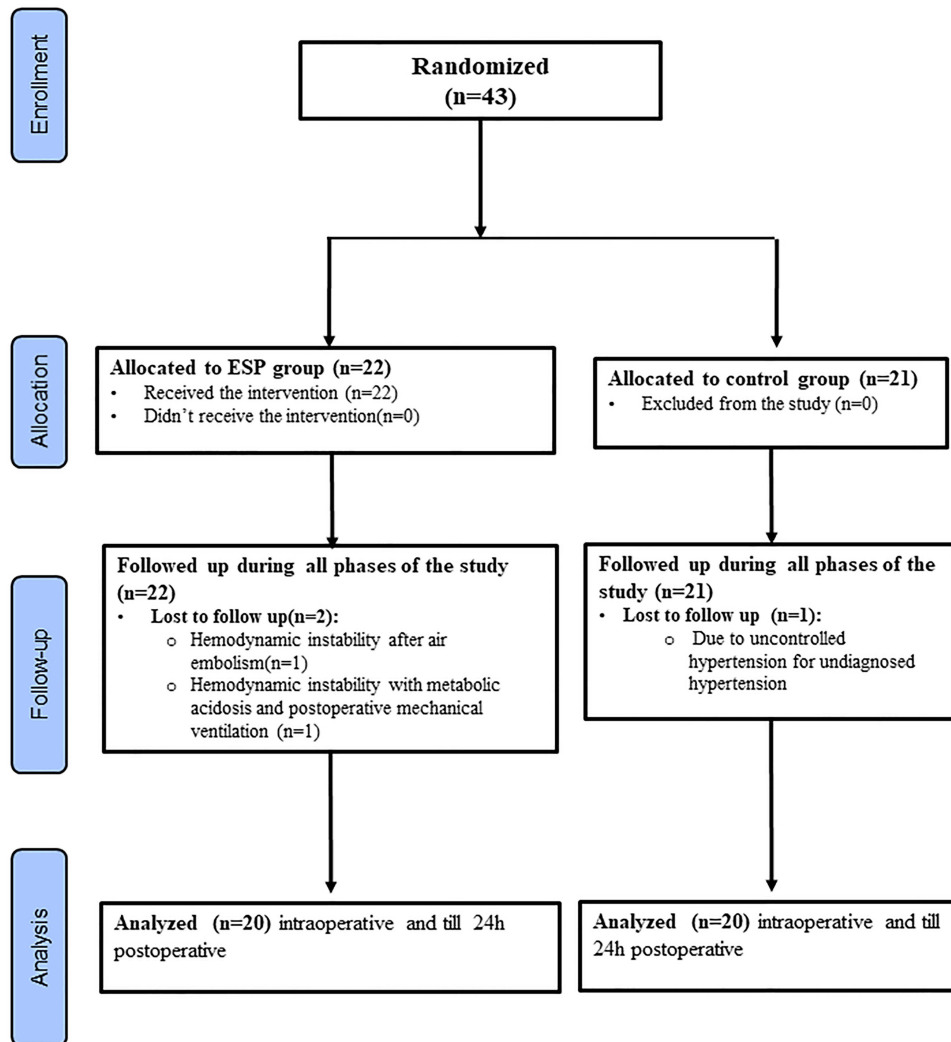 Enrollment
Randomized
(n=43)
Allocation
Allocated to ESP group (n=22)
• Received the intervention (n=22)
• Didn’t receive the intervention(n=0)
Allocated to control group (n=21)
• Excluded from the study (n=0)
Follow-up
Followed up during all phases of the study
(n=22)
• Lost to follow up(n=2):
o Hemodynamic instability after air
embolism(n=1)
o Hemodynamic instability with metabolic
acidosis and postoperative mechanical
ventilation (n=1)
Followed up during all phases of the
study (n=21)
• Lost to follow up (n=1):
o Due to uncontrolled
hypertension for undiagnosed
hypertension
Analysis
Analyzed (n=20) intraoperative and till 24h
postoperative
Analyzed (n=20) intraoperative and till
24h postoperative